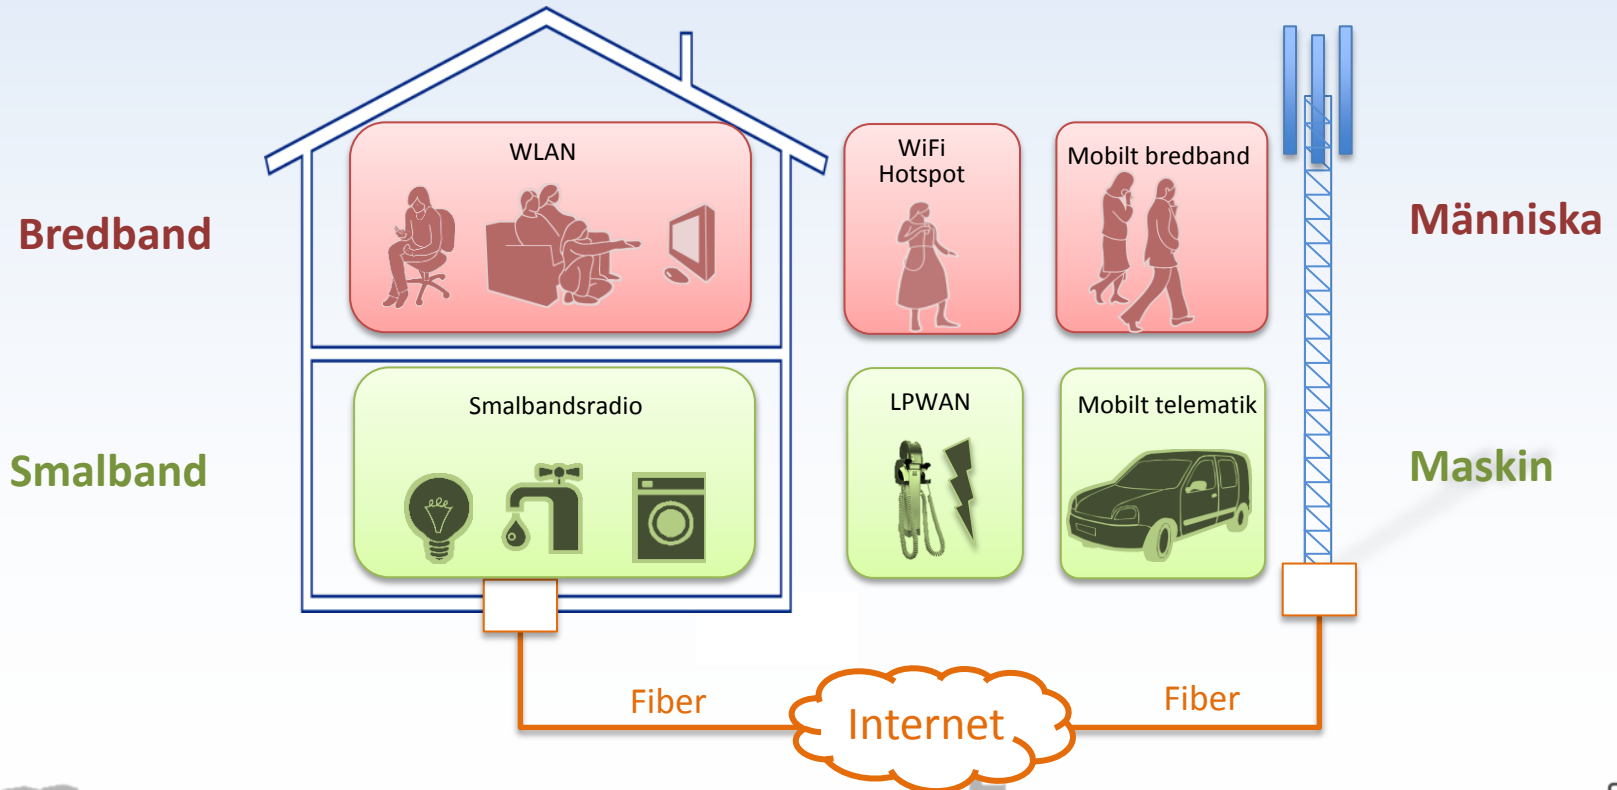 WLAN
WiFi
Hotspot
Mobilt bredband
Bredband
Människa
Smalbandsradio
LPWAN
Mobilt telematik
Smalband
Maskin
Fiber
Internet
Fiber